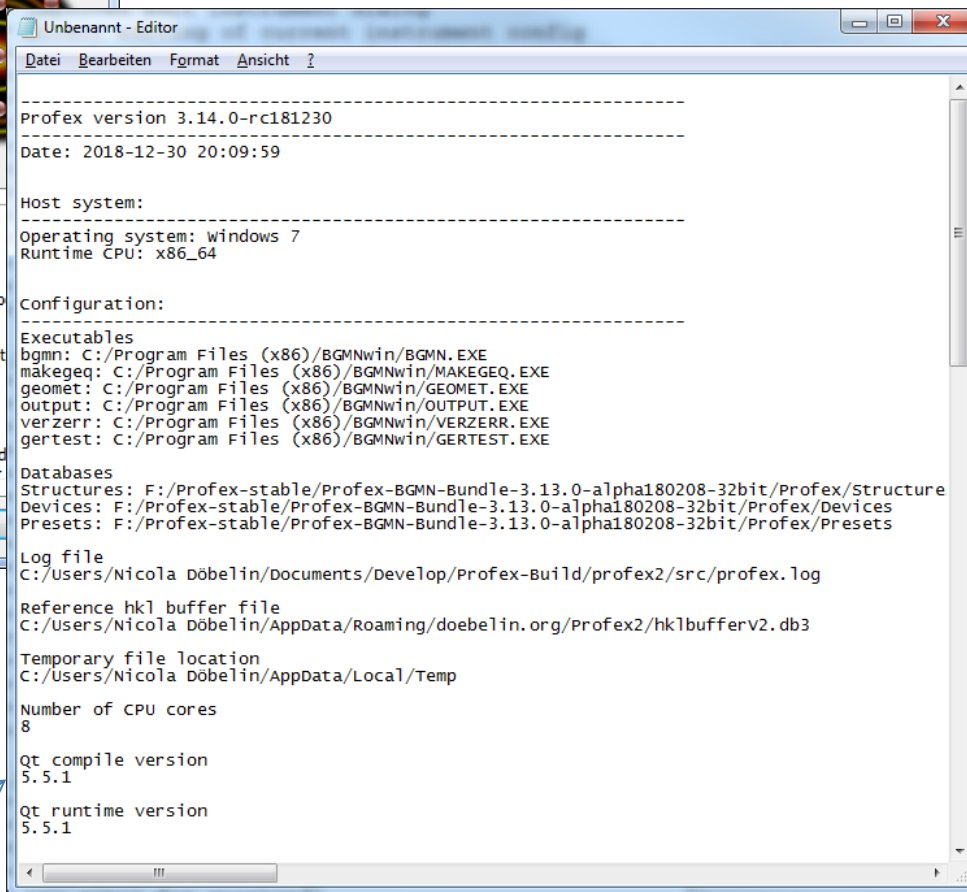 Unbenannt - Editor
Datei Bearbeiten Format Ansicht ?
-----------------------------------------------------------------
Profex version 3.14.0-rc181230
-----------------------------------------------------------------
Date: 2018-12-30 20:09:59
Host system:
-----------------------------------------------------------------
Operating system: Windows 7
Runtime CPU: x86_64
Configuration:
-----------------------------------------------------------------
Executables
bgmn: C:/Program Files (x86)/BGMNwin/BGMN.EXE
makegeq: C:/Program Files (x86)/BGMNwin/MAKEGEQ.EXE
geomet: C:/Program Files (x86)/BGMNwin/GEOMET.EXE
output: C:/Program Files (x86)/BGMNwin/OUTPUT.EXE
verzerr: C:/Program Files (x86)/BGMNwin/VERZERR.EXE
gertest: C:/Program Files (x86)/BGMNwin/GERTEST.EXE
Databases
Structures: F:/Profex-stable/Profex-BGMN-Bundle-3.13.0-alpha180208-32bit/Profex/Structure
Devices: F:/Profex-stable/Profex-BGMN-Bundle-3.13.0-alpha180208-32bit/Profex/Devices
Presets: F:/Profex-stable/Profex-BGMN-Bundle-3.13.0-alpha180208-32bit/Profex/Presets
Log file
C:/Users/Nicola Döbelin/Documents/Develop/Profex-Build/profex2/src/profex.log
Reference hkl buffer file
C:/Users/Nicola Döbelin/AppData/Roaming/doebelin.org/Profex2/hklbufferV2.db3
Temporary file location
C:/Users/Nicola Döbelin/AppData/Local/Temp
Number of CPU cores
8
Qt compile version
5.5.1
Qt runtime version
5.5.1